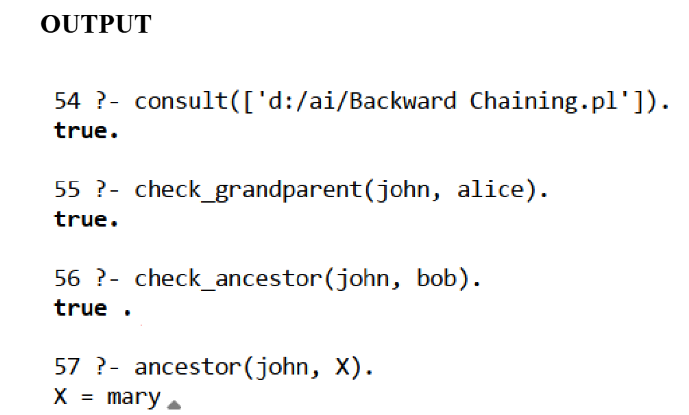 OUTPUT
54 ?- consult(['d:/ai/Backward Chaining.pl']).
true.
55 ?- check_grandparent(john, alice).
true.
56 ?- check_ancestor(john, bob).
true .
57 ?- ancestor(john, X).
X = mary